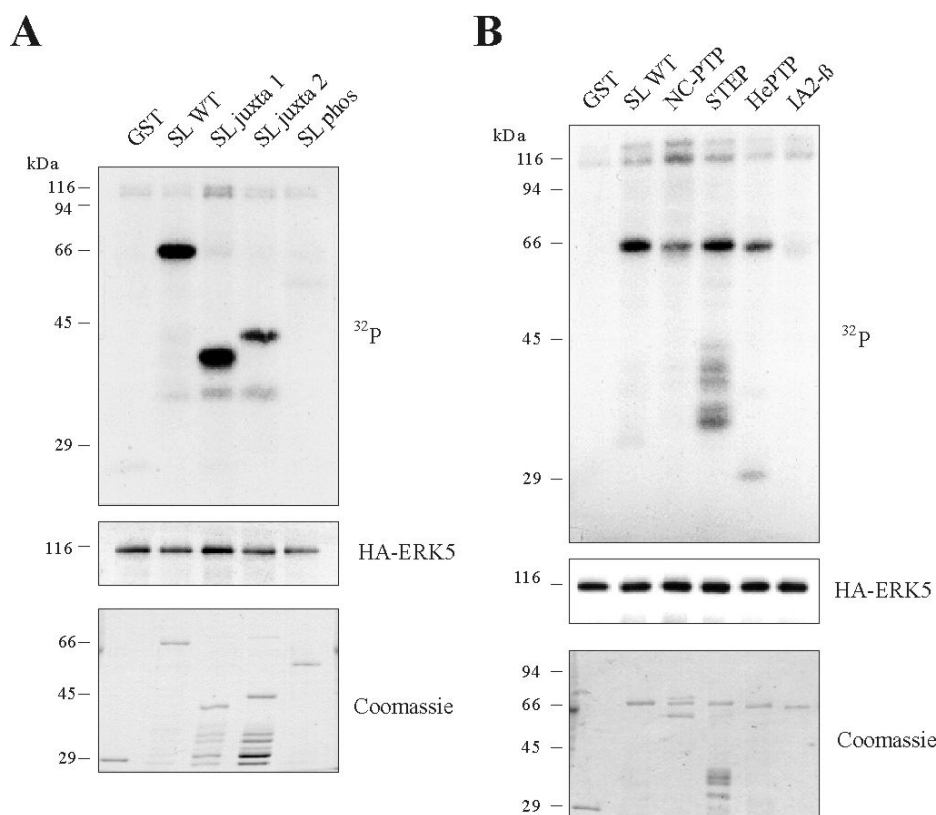 A
GST
SL WT
SL juxta 1
SL juxta 2
SL phos
kDa
116
94
66
45
29
32P
116
HA-ERK5
66
45
29
Coomassie
B
GST
SL WT
NC-PTP
STEP
HePTP
IA2-ß
kDa
116
94
66
45
29
32P
116
HA-ERK5
94
66
45
29
Coomassie